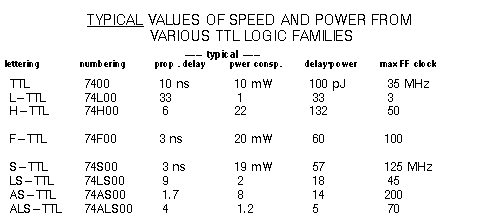 TYPICAL VALUES OF SPEED AND POWER FROM
VARIOUS TTL LOGIC FAMILIES
–– typical ––
lettering numbering prop . delay pwer consp. delay*power max FF clock
TTL 7400 10 ns 10 mW 100 pJ 35 MHz
L–TTL 74L00 33 1 33 3
H–TTL 74H00 6 22 132 50
F–TTL 74F00 3 ns 20 mW 60 100
S–TTL 74S00 3 ns 19 mW 57 125 MHz
LS–TTL 74LS00 9 2 18 45
AS–TTL 74AS00 1.7 8 14 200
ALS–TTL 74ALS00 4 1.2 5 70